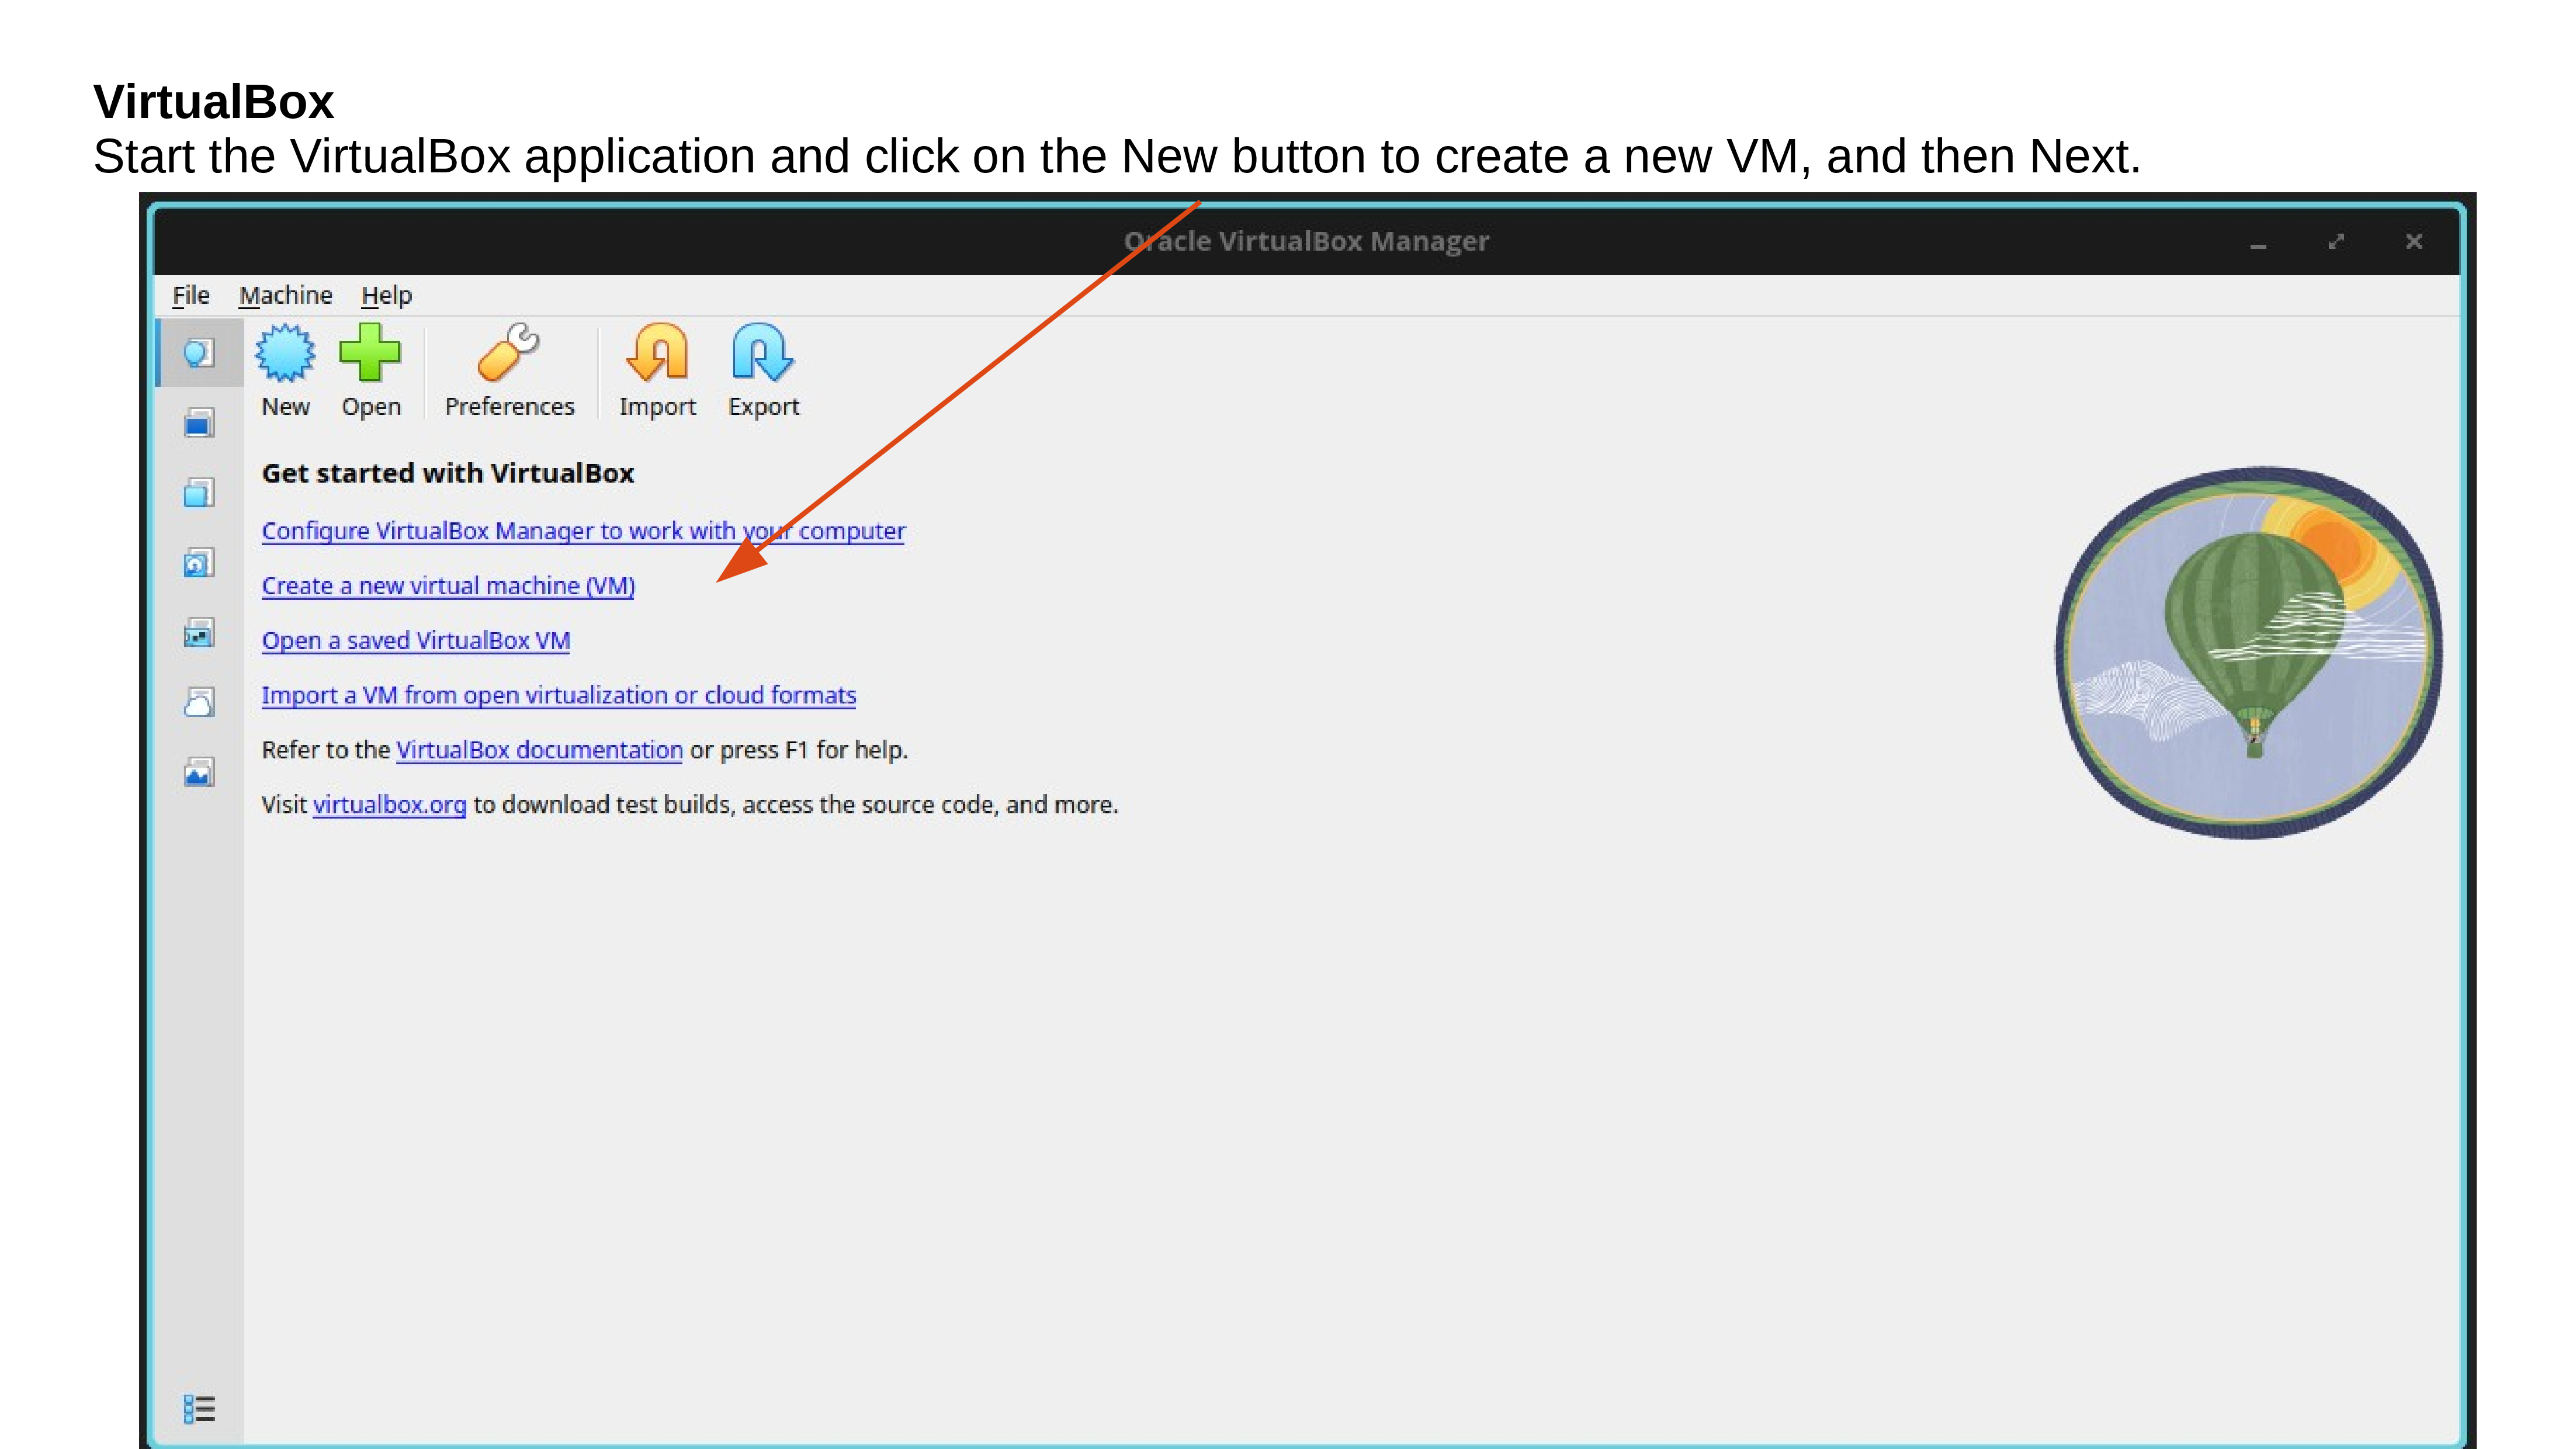 VirtualBox
Start the VirtualBox application and click on the New button to create a new VM, and then Next.
Oracle VirtualBox Manager
File Machine Help
New Open Preferences Import Export
Get started with VirtualBox
Configure VirtualBox Manager to work with your computer
Create a new virtual machine (VM)
Open a saved VirtualBox VM
Import a VM from open virtualization or cloud formats
Refer to the VirtualBox documentation or press F1 for help.
Visit virtualbox.org to download test builds, access the source code, and more.